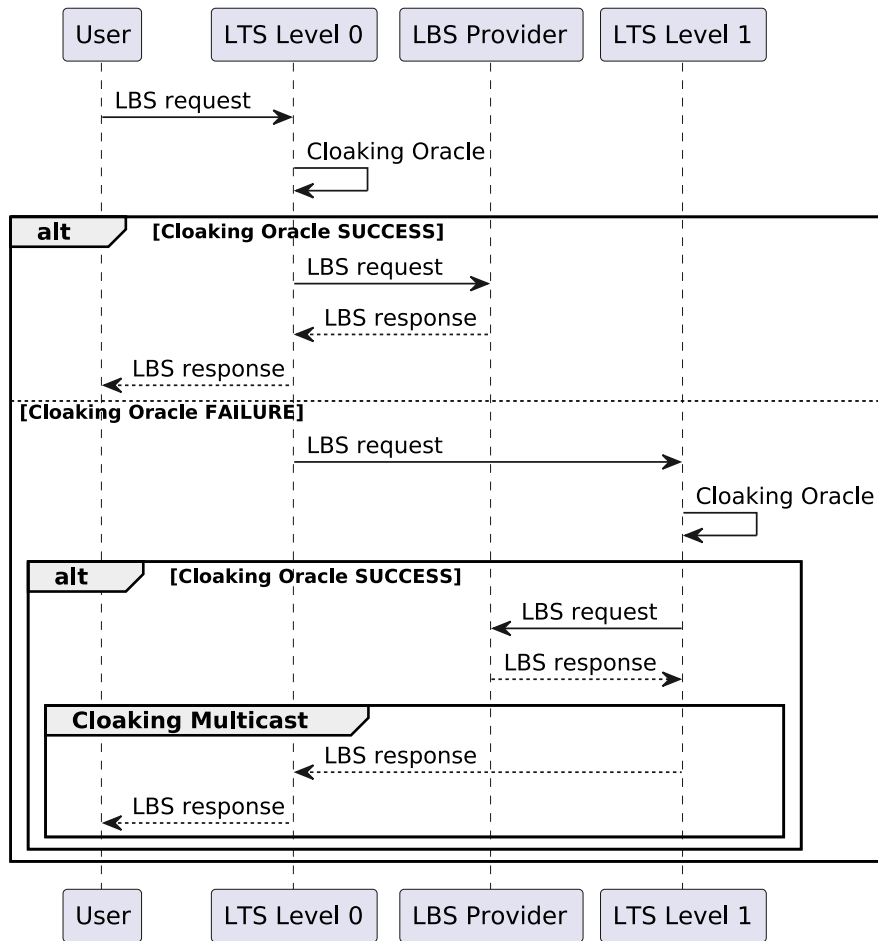 User LTS Level 0 LBS Provider LTS Level 1
LBS request
Cloaking Oracle
alt [Cloaking Oracle SUCCESS]
LBS request
LBS response
LBS response
[Cloaking Oracle FAILURE]
LBS request
Cloaking Oracle
alt [Cloaking Oracle SUCCESS]
LBS request
LBS response
Cloaking Multicast
LBS response
LBS response
User LTS Level 0 LBS Provider LTS Level 1